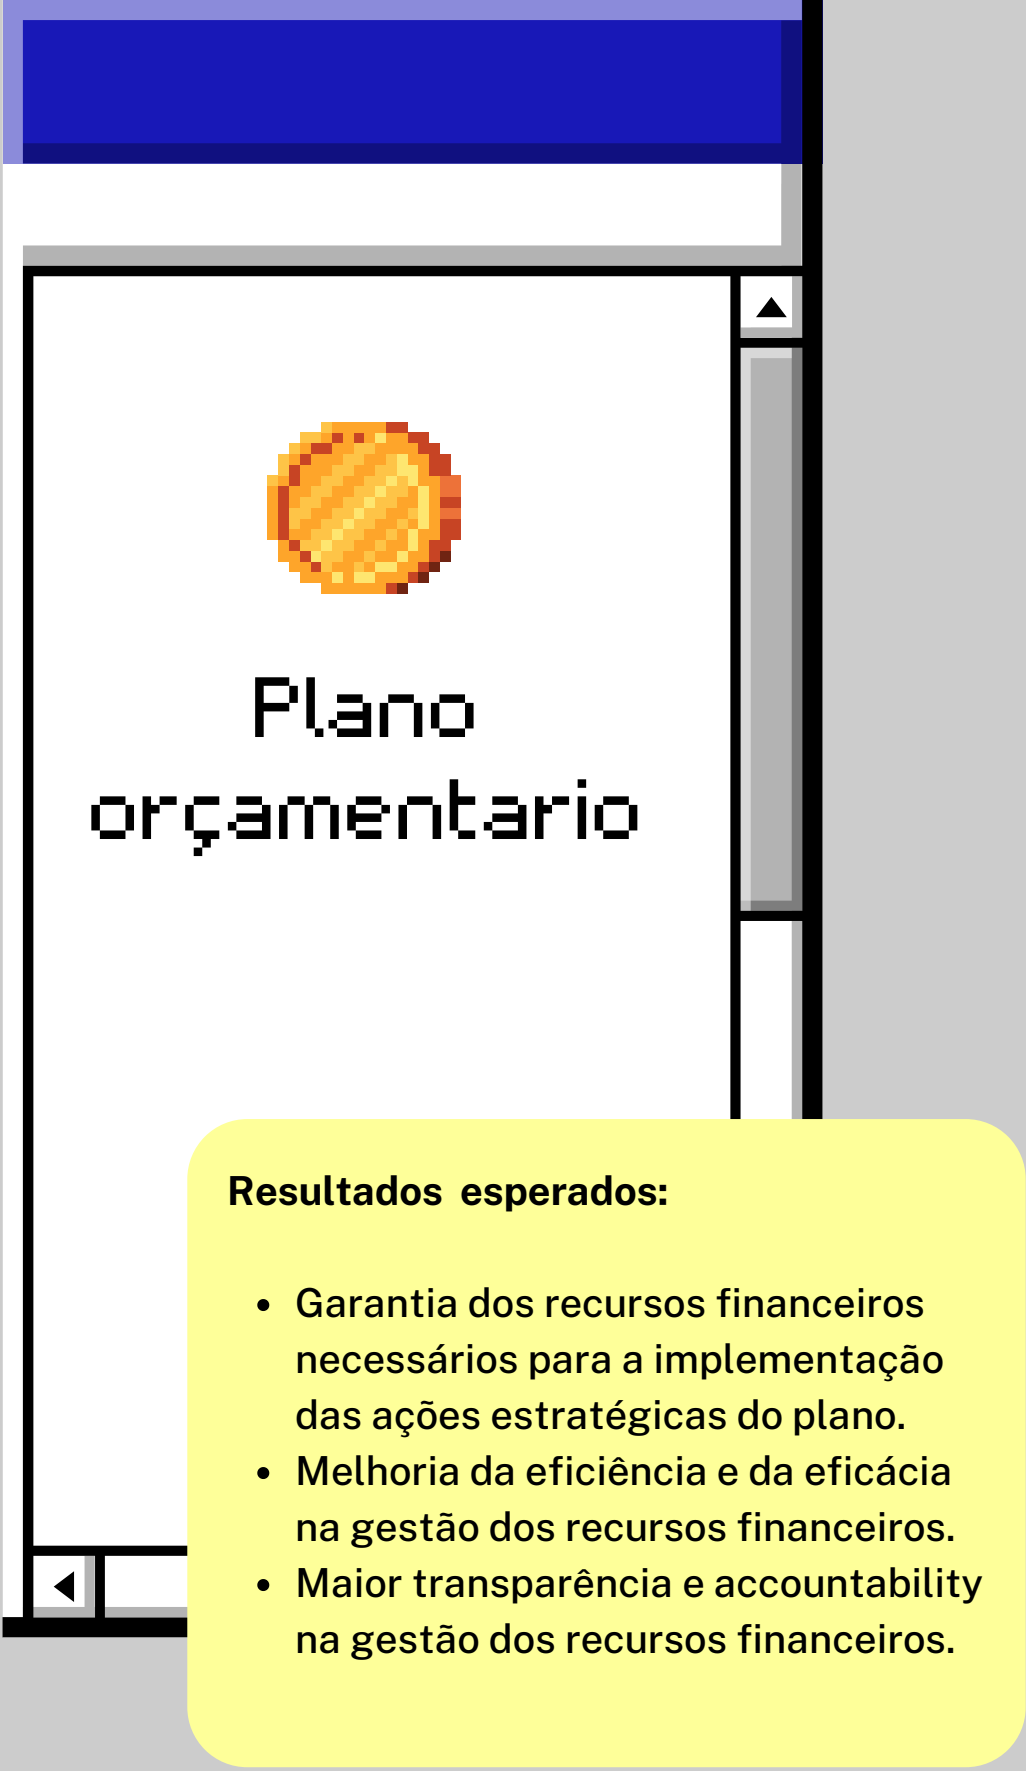 Plano
orçamentario
Resultados esperados:
• Garantia dos recursos financeiros
necessários para a implementação
das ações estratégicas do plano.
• Melhoria da eficiência e da eficácia
na gestão dos recursos financeiros.
• Maior transparência e accountability
na gestão dos recursos financeiros.